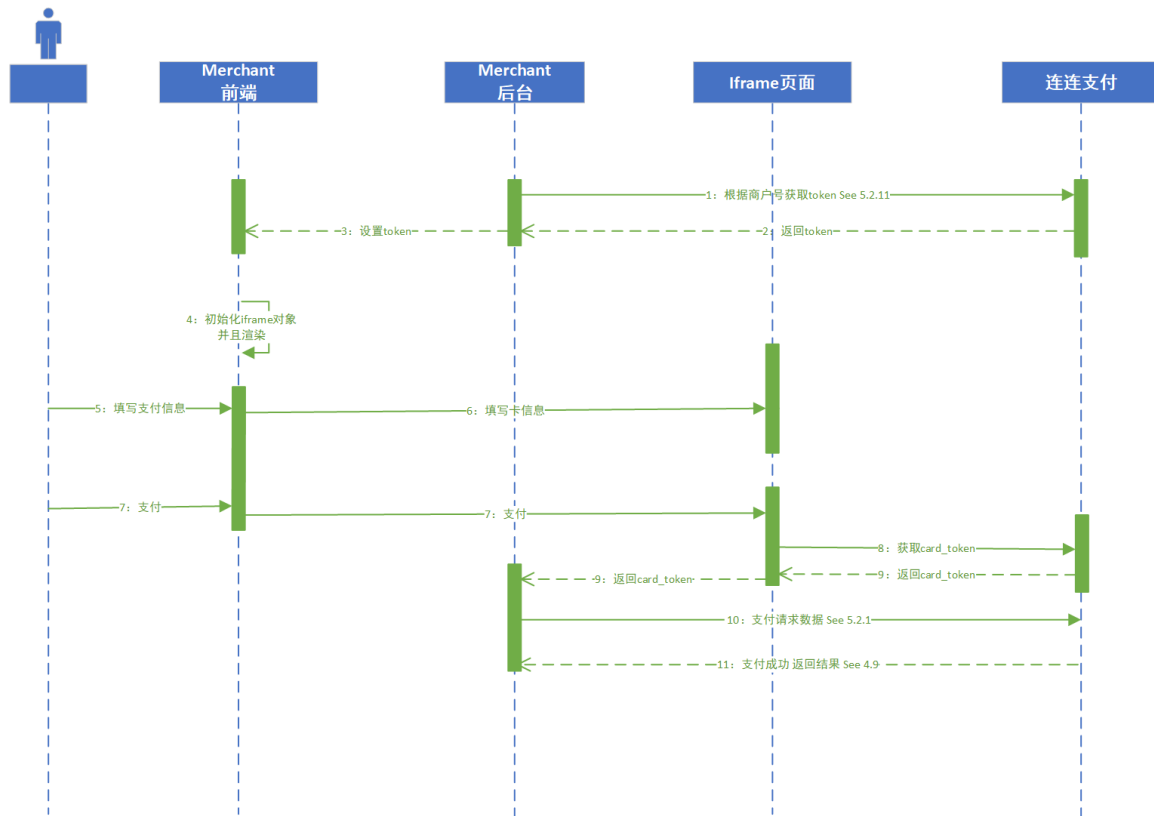 Merchant
前端
Merchant
后台
Iframe页面
连连支付
1：根据商户号获取token See 5.2.11
3：设置token
2：返回token
4：初始化iframe对象
并且渲染
5：填写支付信息
6：填写卡信息
7：支付
7：支付
8：获取card_token
9：返回card_token
9：返回card_token
10：支付请求数据 See 5.2.1
11：支付成功 返回结果 See 4.9